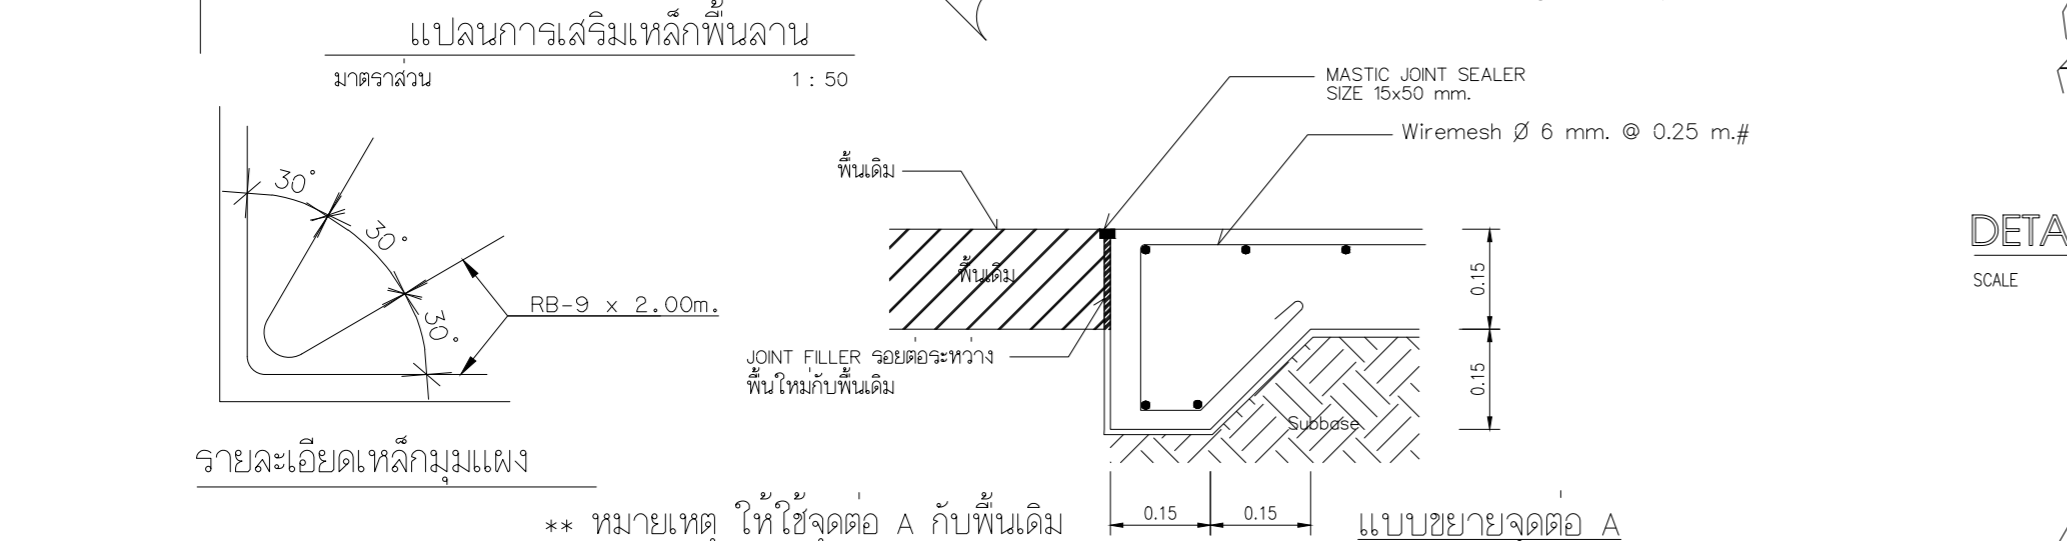 แปลนการเสริมเหล็กพื้นลาน
มาตราส่วน 1 : 50
MASTIC JOINT SEALER
SIZE 15x50 mm.
Wiremesh Ø 6 mm. @ 0.25 m.#
พื้นเดิม
30°
30°
30°
RB-9 x 2.00m.
พื้นเดิม
0.15
0.15
JOINT FILLER รอยต่อระหว่าง
พื้นใหม่กับพื้นเดิม
Subbase
รายละเอียดเหล็กมุมแผง
** หมายเหตุ ให้ใช้จุดต่อ A กับพื้นเดิม
0.15
0.15
แบบขยายจุดต่อ A
DETA
SCALE